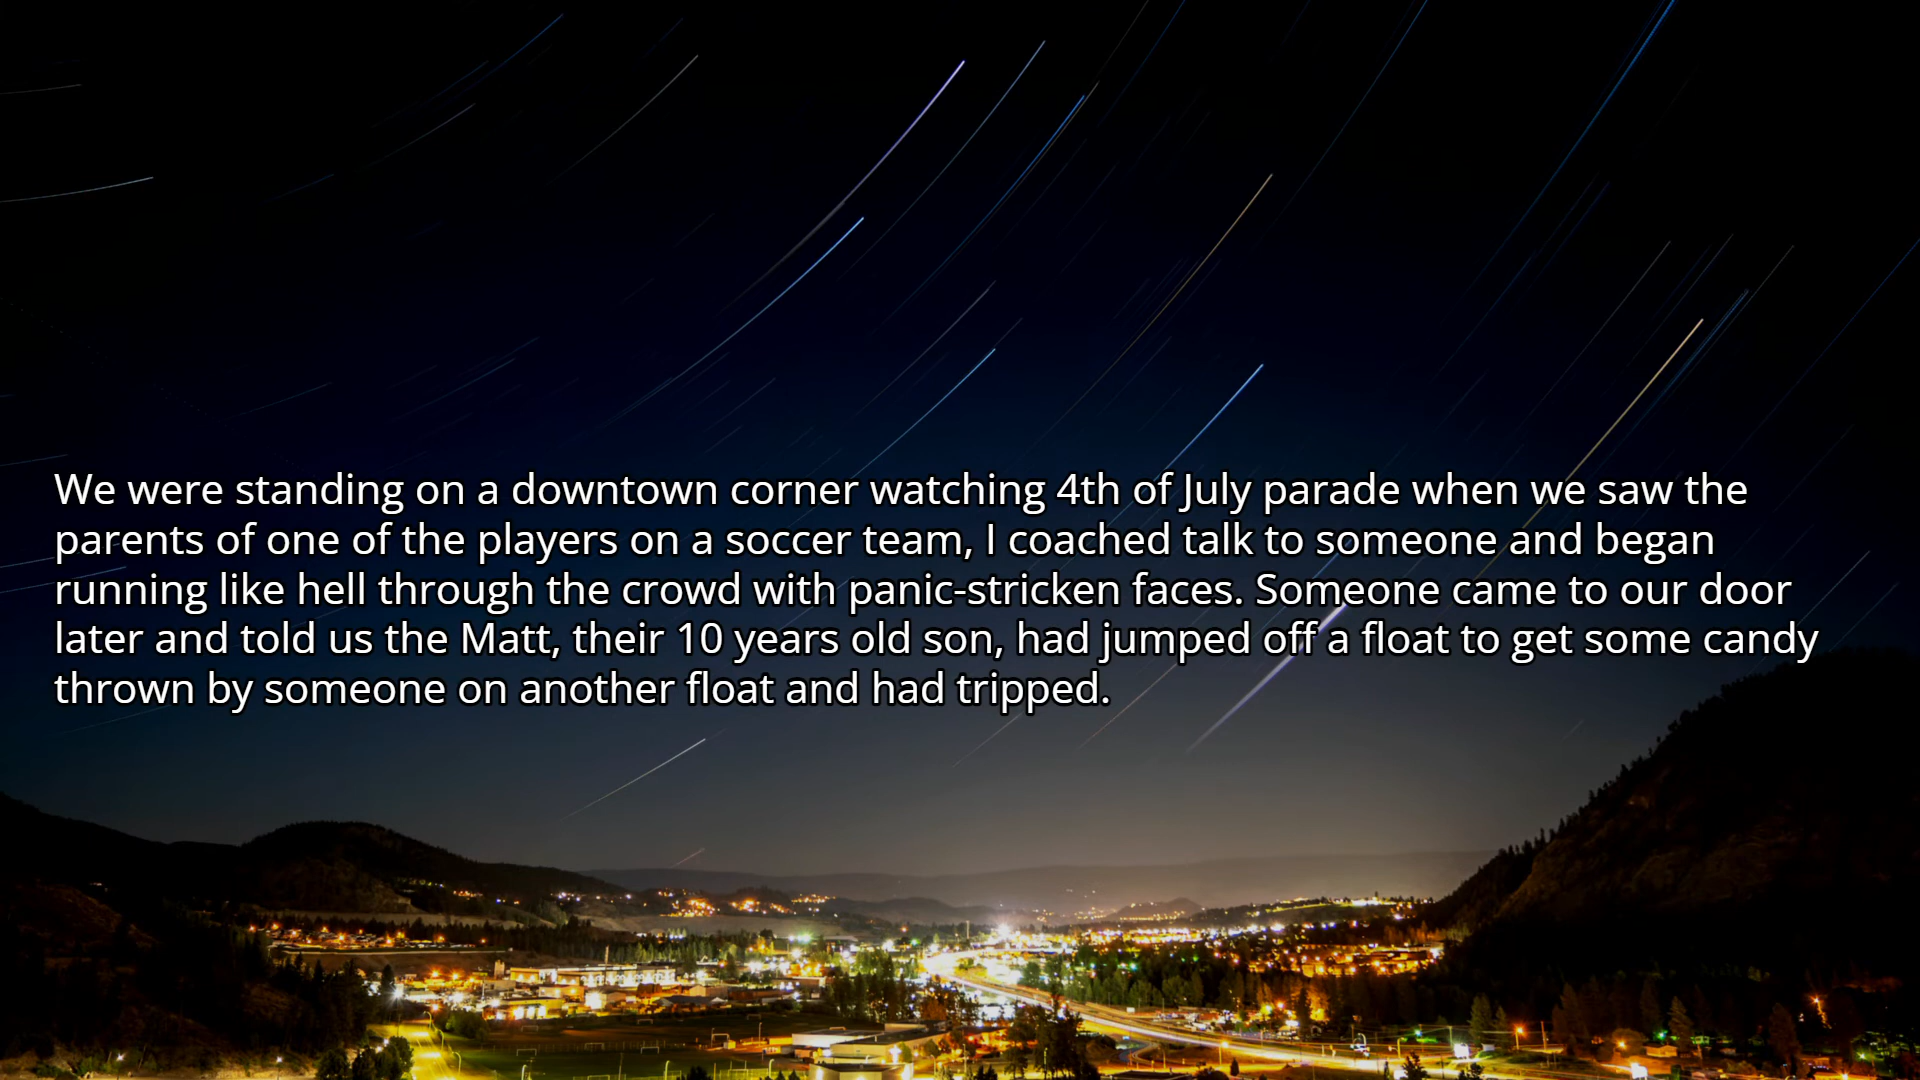 We were standing on a downtown corner watching 4th of July parade when we saw the
parents of one of the players on a soccer team, I coached talk to someone and began
running like hell through the crowd with panic-stricken faces. Someone came to our door
later and told us the Matt, their 10 years old son, had jumped off a float to get some candy
thrown by someone on another float and had tripped.